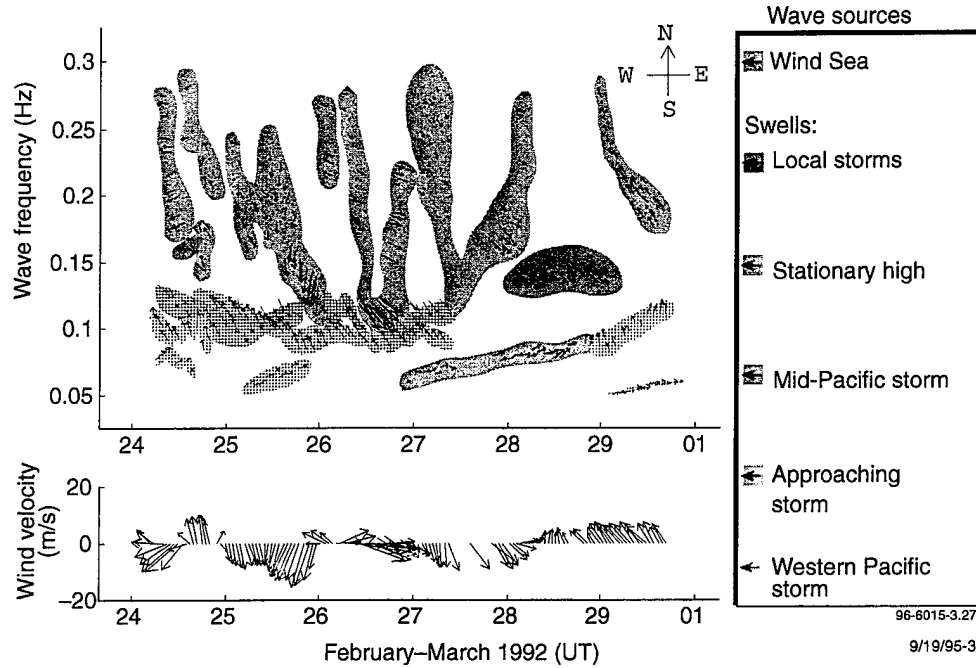 Wave sources
N
W E
S
Wind Sea
Swells:
Local storms
Stationary high
Mid-Pacific storm
Approaching
storm
Western Pacific
storm
Wave frequency (Hz)
0.3
0.25
0.2
0.15
0.1
0.05
24 25 26 27 28 29 01
Wind velocity
(m/s)
20
0
–20
24 25 26 27 28 29 01
February–March 1992 (UT)
96-6015-3.27
9/19/95-3